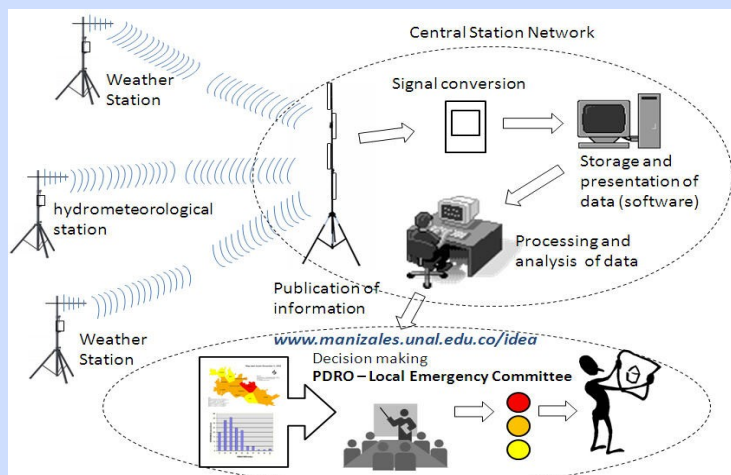 Central Station Network
Weather
Station
Signal conversion
Storage and
presentation of
data (software)
hydrometeorological
station
Processing and
analysis of data
Publication of
information
Weather
Station
www.manizales.unal.edu.co/idea
Decision making
PDRO – Local Emergency Committee